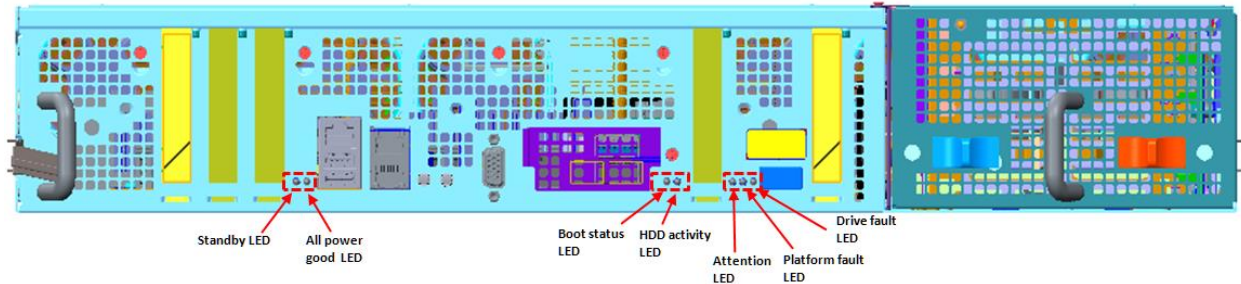 Standby LED
All power
good LED
Boot status
LED
HDD activity
LED
Attention
LED
Platform fault
LED
Drive fault
LED